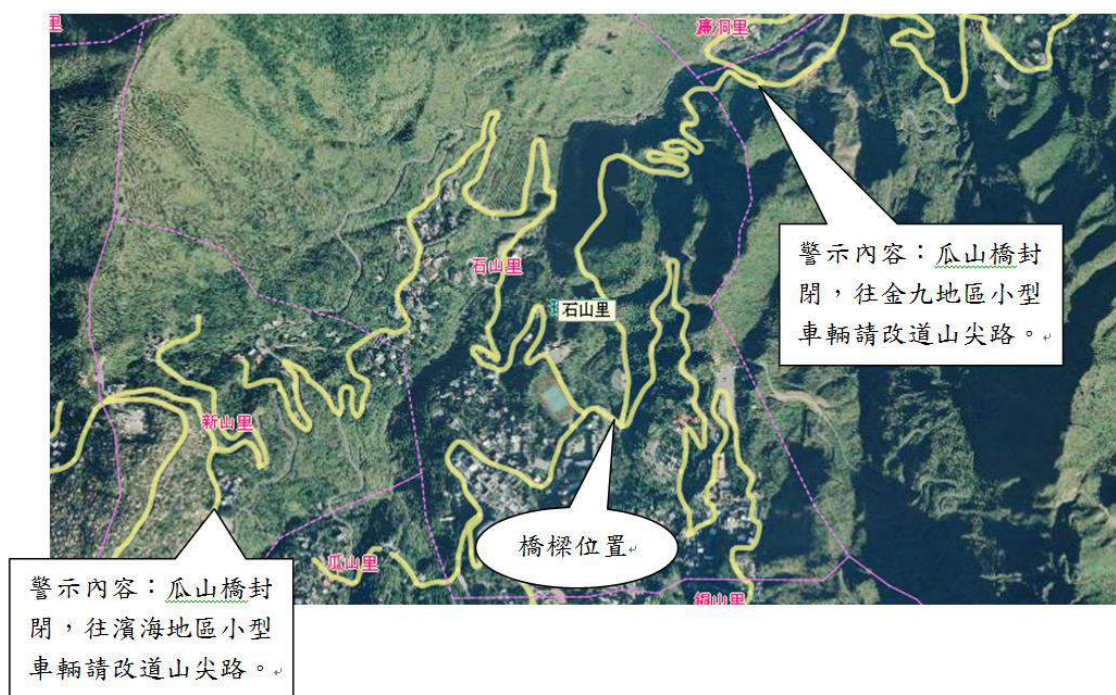 里
濂洞里
警示內容：瓜山橋封
閉，往金九地區小型
車輛請改道山尖路。
石山里
石山里
新山里
橋樑位置
瓜山里
銅山里
警示內容：瓜山橋封
閉，往濱海地區小型
車輛請改道山尖路。